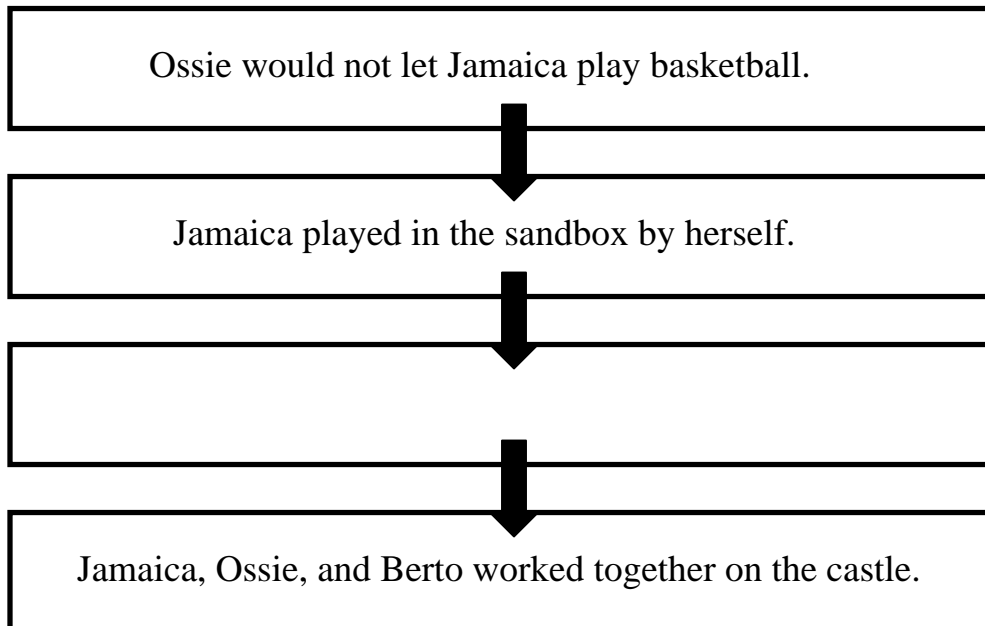 Ossie would not let Jamaica play basketball.
Jamaica played in the sandbox by herself.
Jamaica, Ossie, and Berto worked together on the castle.